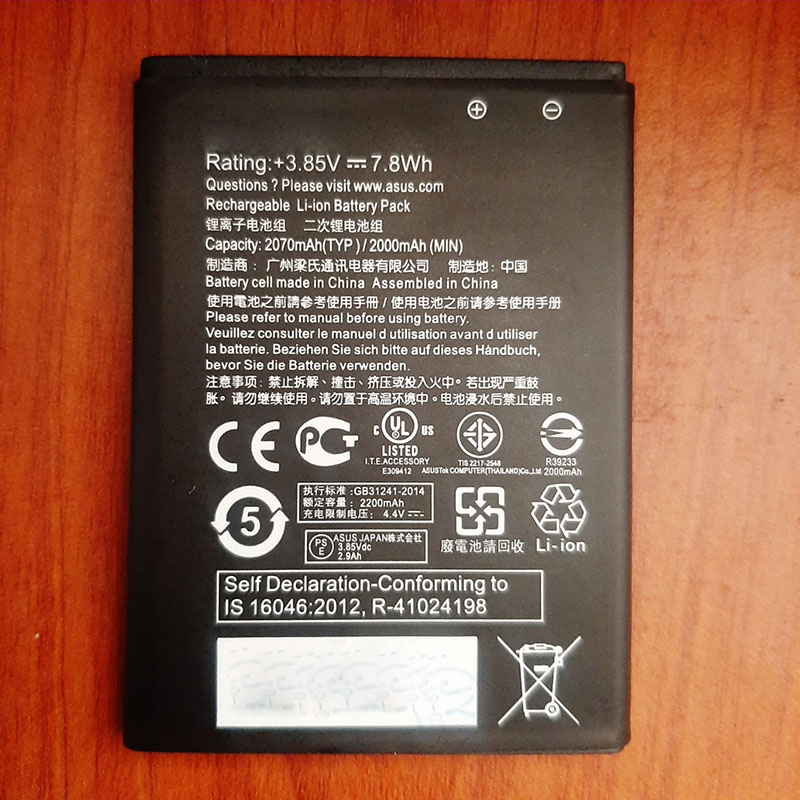 Rating:+3.85V ⎓ 7.8Wh
Questions ? Please visit www.asus.com
Rechargeable Li-ion Battery Pack
锂离子电池组 二次锂电池组
Capacity: 2070mAh(TYP ) / 2000mAh (MIN)
制造商： 广州梁氏通讯电器有限公司 制造地: 中国
Battery cell made in China Assembled in China
使用電池之前請參考使用手冊 / 使用电池之前请参考使用手册
Please refer to manual before using battery.
Veuillez consulter le manuel d utilisation avant d utiliser
la batterie. Beziehen Sie sich bitte auf dieses Håndbuch,
bevor Sie die Batterie verwenden.
注意事项: 禁止拆解、撞击、挤压或投入火中。若出现严重鼓
胀。请勿继续使用。请勿置于高温环境中。电池浸水后禁止使用。
CE
PCT
c UL US
LISTED
I.T.E.ACCESSORY
E309412
TIS 2217-2548
ASUSTek COMPUTER(THAILAND)Co.,Ltd
R39233
2000mAh
5
执行标准: GB31241-2014
额定容量: 2200mAh
充电限制电压: 4.4V⎓
PS
E
ASUS JAPAN株式会社
3.85Vdc
2.9Ah
廢電池請回收
Li-ion
Self Declaration-Conforming to
IS 16046:2012, R-41024198